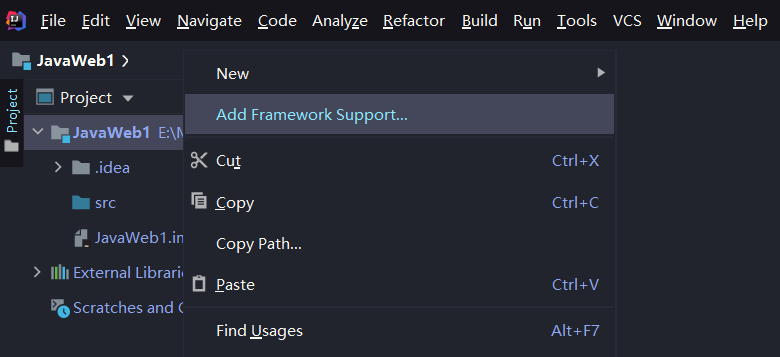 File Edit View Navigate Code Analyze Refactor Build Run Tools VCS Window Help
JavaWeb1
Project
Project
JavaWeb1 E:\
.idea
src
JavaWeb1.im
External Librarie
Scratches and
New
Add Framework Support...
Cut Ctrl+X
Copy Ctrl+C
Copy Path...
Paste Ctrl+V
Find Usages Alt+F7